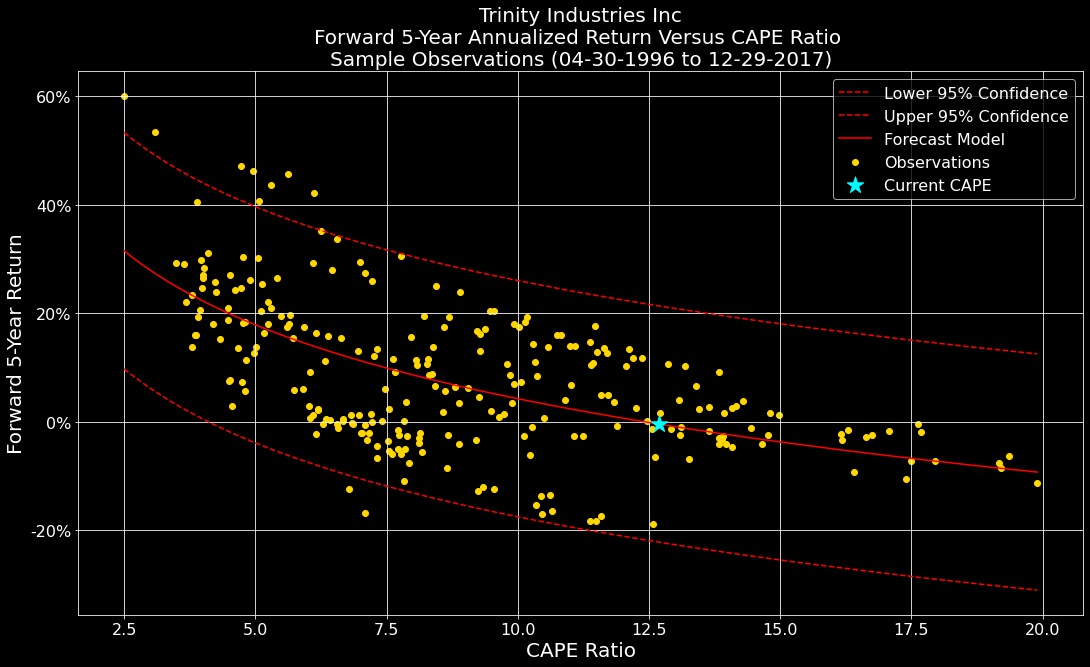 Trinity Industries Inc
Forward 5-Year Annualized Return Versus CAPE Ratio
Sample Observations (04-30-1996 to 12-29-2017)
Lower 95% Confidence
Upper 95% Confidence
Forecast Model
Observations
Current CAPE
60%
40%
20%
0%
-20%
Forward 5-Year Return
2.5 5.0 7.5 10.0 12.5 15.0 17.5 20.0
CAPE Ratio